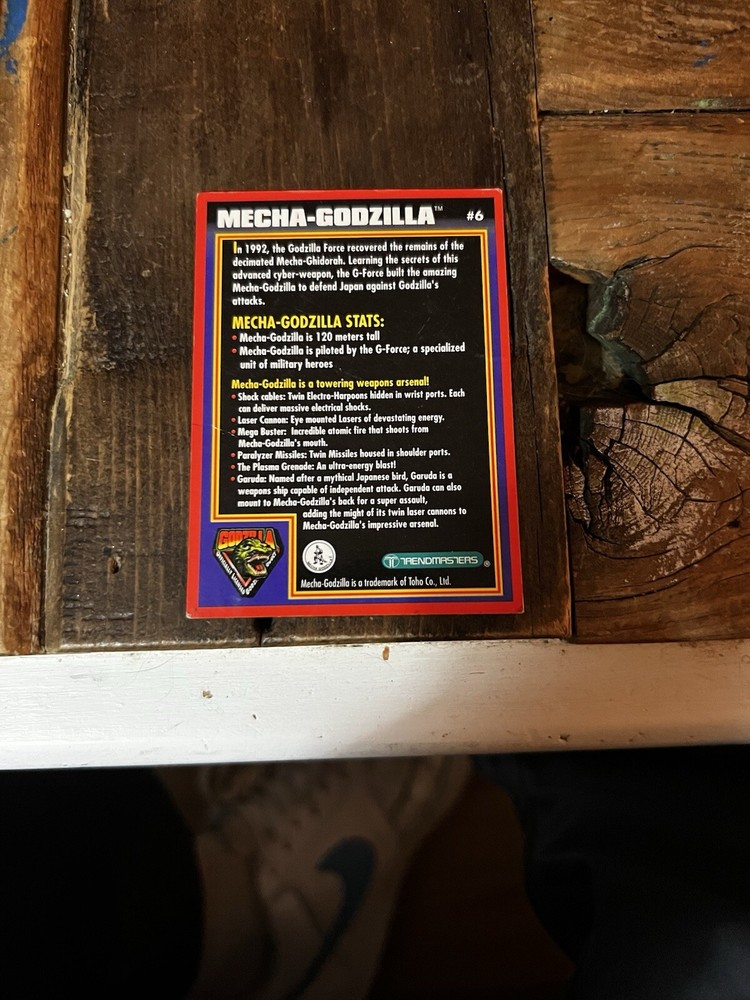 MECHA-GODZILLA™ #6
In 1992, the Godzilla Force recovered the remains of the
decimated Mecha-Ghidorah. Learning the secrets of this
advanced cyber-weapon, the G-Force built the amazing
Mecha-Godzilla to defend Japan against Godzilla's
attacks.
MECHA-GODZILLA STATS:
• Mecha-Godzilla is 120 meters tall
• Mecha-Godzilla is piloted by the G-Force; a specialized
unit of military heroes
Mecha-Godzilla is a towering weapons arsenal!
• Shock cables: Twin Electro-Harpoons hidden in wrist ports. Each
can deliver massive electrical shocks.
• Laser Cannon: Eye mounted Lasers of devastating energy.
• Mega Buster: Incredible atomic fire that shoots from
Mecha-Godzilla's mouth.
• Paralyzer Missiles: Twin Missiles housed in shoulder ports.
• The Plasma Grenade: An ultra-energy blast!
• Garuda: Named after a mythical Japanese bird, Garuda is a
weapons ship capable of independent attack. Garuda can also
mount to Mecha-Godzilla's back for a super assault,
adding the might of its twin laser cannons to
Mecha-Godzilla's impressive arsenal.
GODZILLA
TRENDMASTERS®
Mecha-Godzilla is a trademark of Toho Co., Ltd.